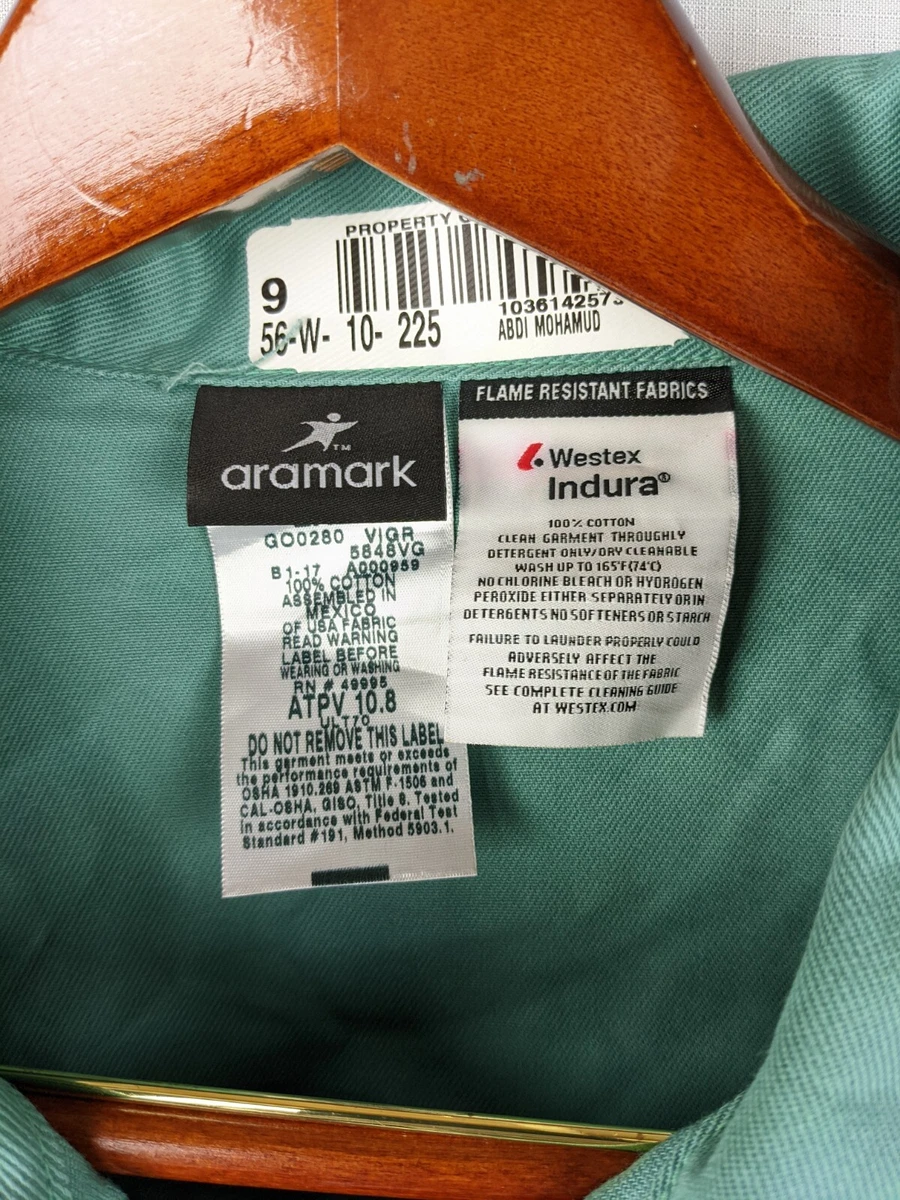 PROPERTY
9
1036142573
56-W- 10- 225
ABDI MOHAMUD
aramark
TM
GO0280 VIGR
5848VG
B1-17 A000959
100% COTTON
ASSEMBLED IN
MEXICO
OF USA FABRIC
READ WARNING
LABEL BEFORE
WEARING OR WASHING
RN # 49995
ATPV 10.8
ULT70
DO NOT REMOVE THIS LABEL
This garment meets or exceeds
the performance requirements of
OSHA 1910.269 ASTM F-1506 and
CAL-OSHA, GISO, Title 8. Tested
in accordance with Federal Test
Standard #191, Method 5903.1.
FLAME RESISTANT FABRICS
Westex
Indura®
100% COTTON
CLEAN GARMENT THROUGHLY
DETERGENT ONLY/DRY CLEANABLE
WASH UP TO 165°F(74°C)
NO CHLORINE BLEACH OR HYDROGEN
PEROXIDE EITHER SEPARATELY OR IN
DETERGENTS NO SOFTENERS OR STARCH
FAILURE TO LAUNDER PROPERLY COULD
ADVERSELY AFFECT THE
FLAME RESISTANCE OF THE FABRIC
SEE COMPLETE CLEANING GUIDE
AT WESTEX.COM